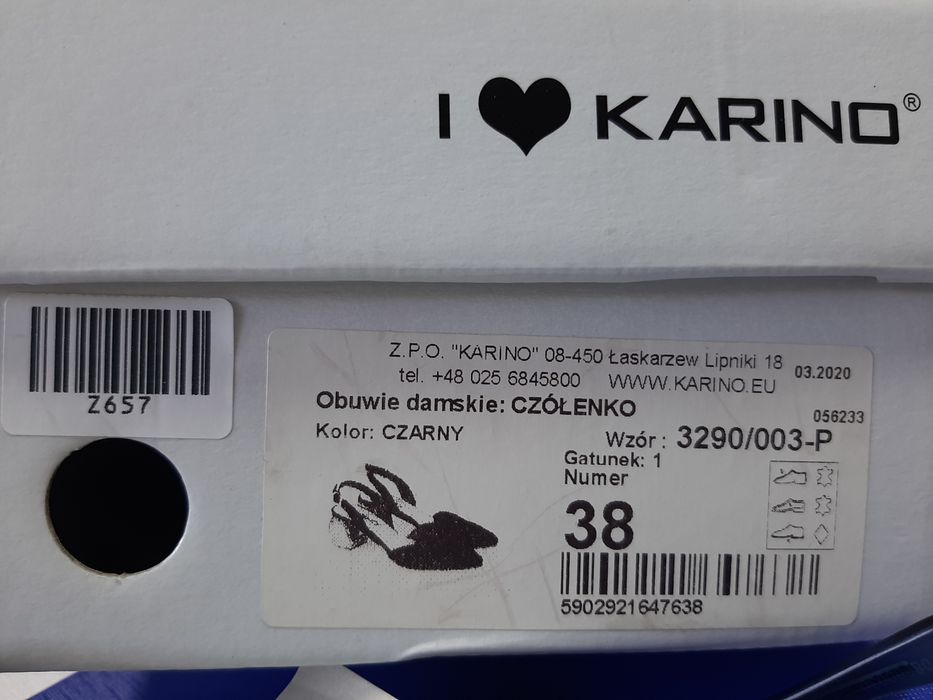 I ♥ KARINO®
Z657
Z.P.O. "KARINO" 08-450 Łaskarzew Lipniki 18
03.2020
tel. +48 025 6845800 WWW.KARINO.EU
Obuwie damskie: CZÓŁENKO
056233
Kolor: CZARNY
Wzór : 3290/003-P
Gatunek: 1
Numer
38
5902921647638